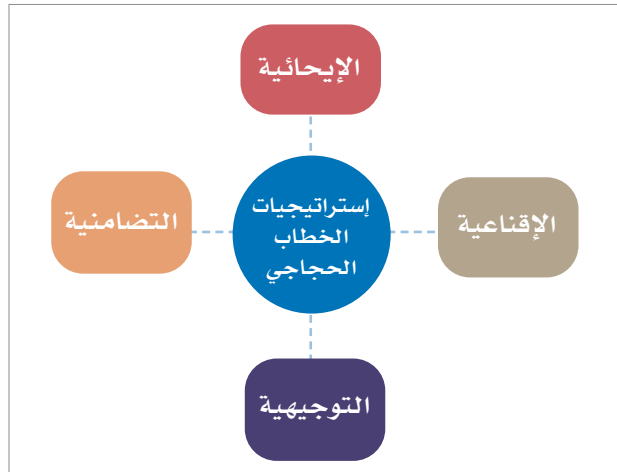 الإيحائية
إستراتيجيات
الخطاب
الحجاجي
الإقناعية
التضامنية
التوجيهية